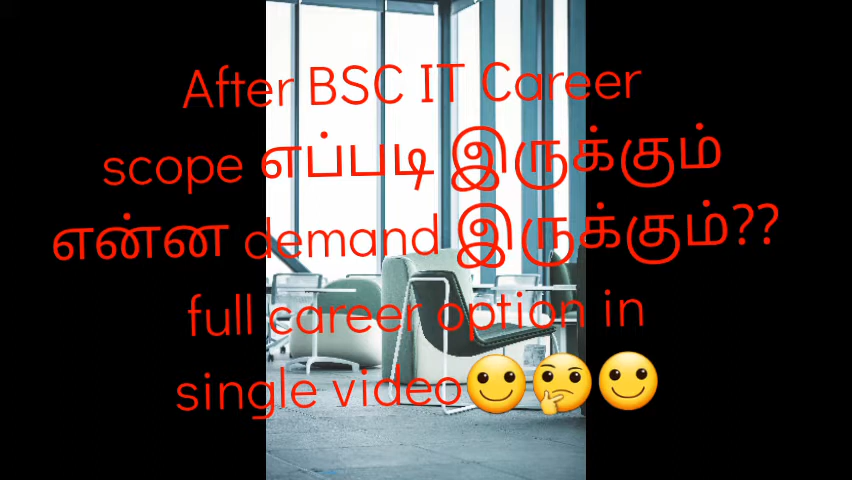 After BSC IT Career
scope எப்படி இருக்கும்
என்ன demand இருக்கும்??
full career option in
single video🙂🤔🙂